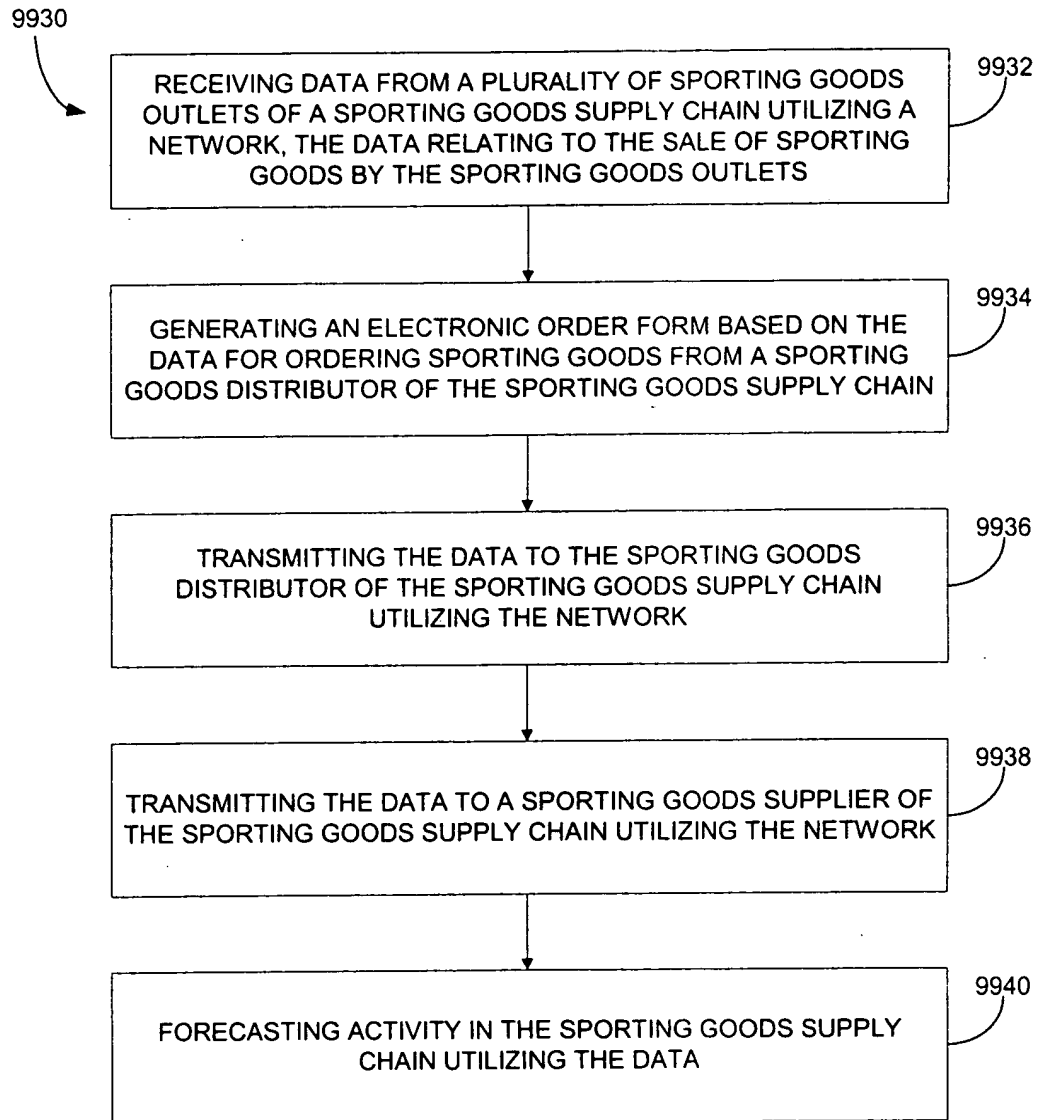 9930
9932
RECEIVING DATA FROM A PLURALITY OF SPORTING GOODS
OUTLETS OF A SPORTING GOODS SUPPLY CHAIN UTILIZING A
NETWORK, THE DATA RELATING TO THE SALE OF SPORTING
GOODS BY THE SPORTING GOODS OUTLETS
9934
GENERATING AN ELECTRONIC ORDER FORM BASED ON THE
DATA FOR ORDERING SPORTING GOODS FROM A SPORTING
GOODS DISTRIBUTOR OF THE SPORTING GOODS SUPPLY CHAIN
9936
TRANSMITTING THE DATA TO THE SPORTING GOODS
DISTRIBUTOR OF THE SPORTING GOODS SUPPLY CHAIN
UTILIZING THE NETWORK
9938
TRANSMITTING THE DATA TO A SPORTING GOODS SUPPLIER OF
THE SPORTING GOODS SUPPLY CHAIN UTILIZING THE NETWORK
9940
FORECASTING ACTIVITY IN THE SPORTING GOODS SUPPLY
CHAIN UTILIZING THE DATA